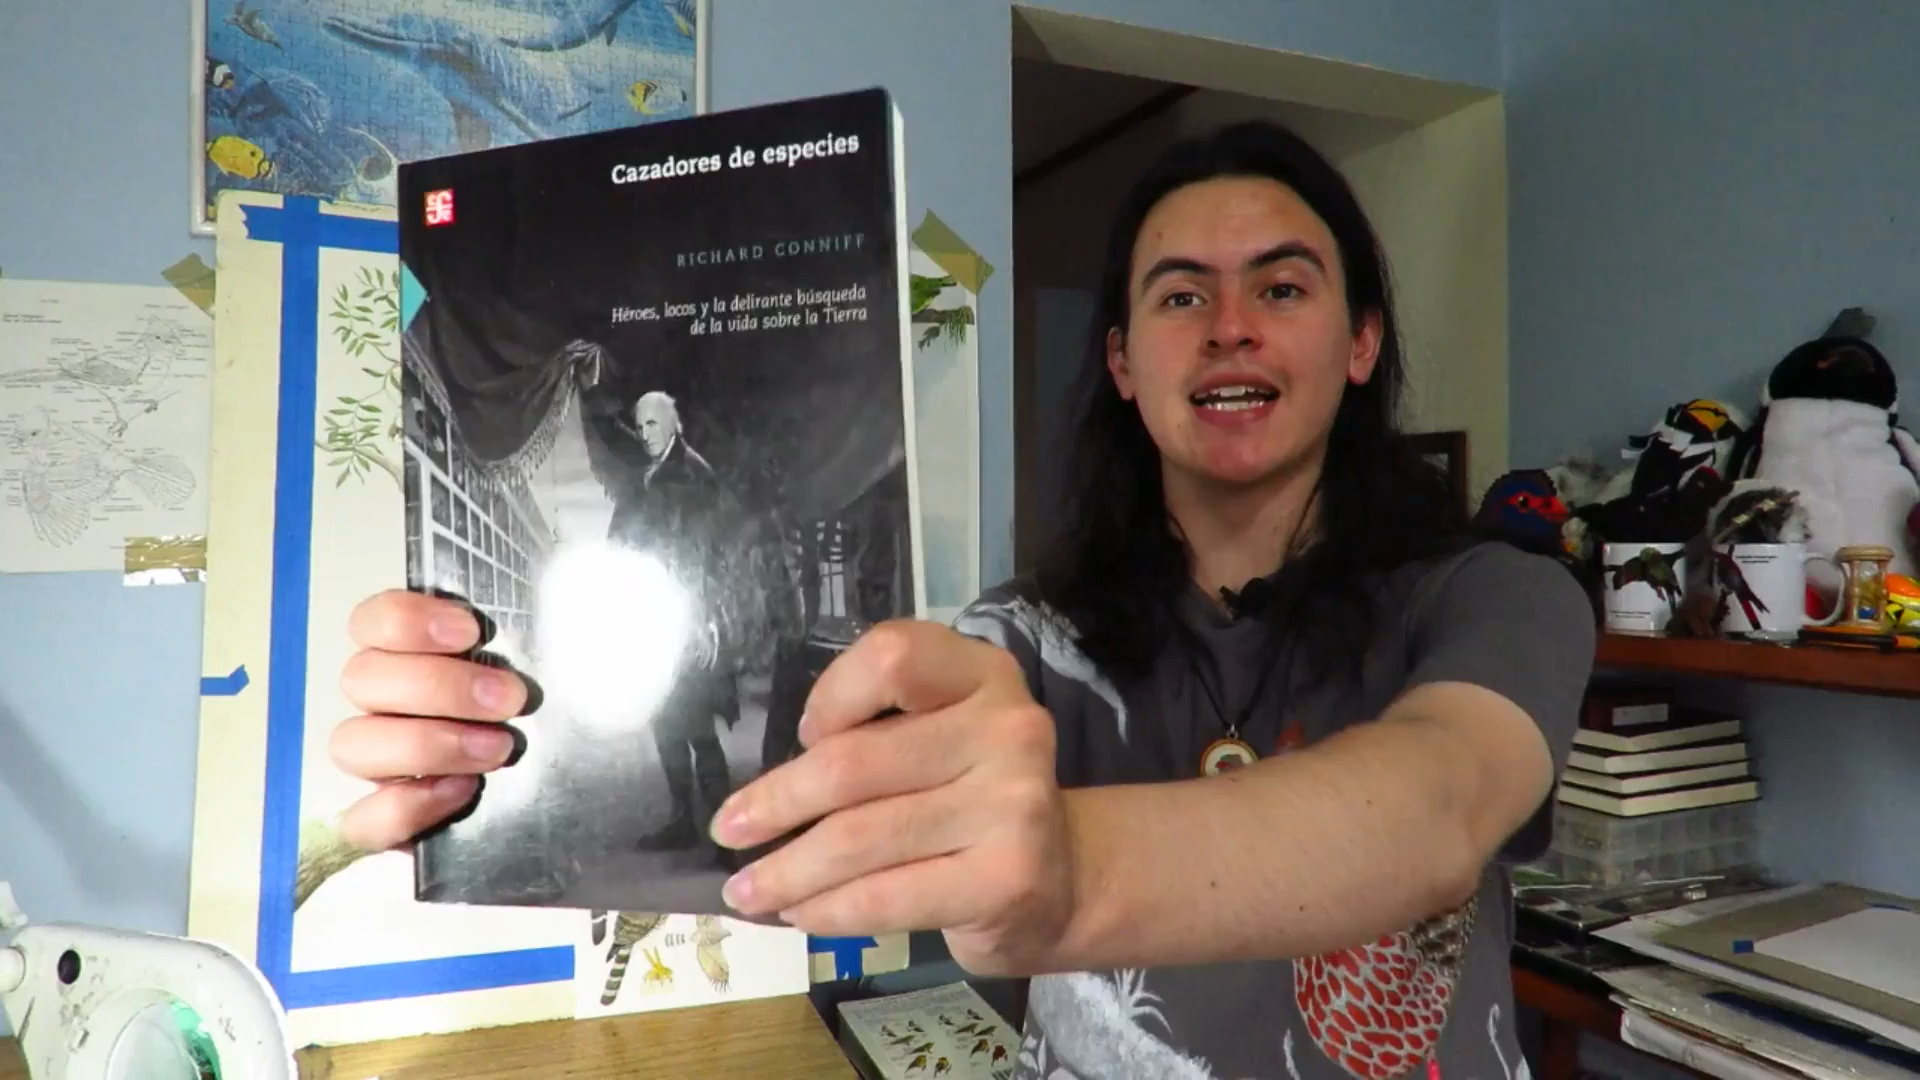 Cazadores de especies
RICHARD CONNIFF
Héroes, locos y la delirante búsqueda
de la vida sobre la Tierra